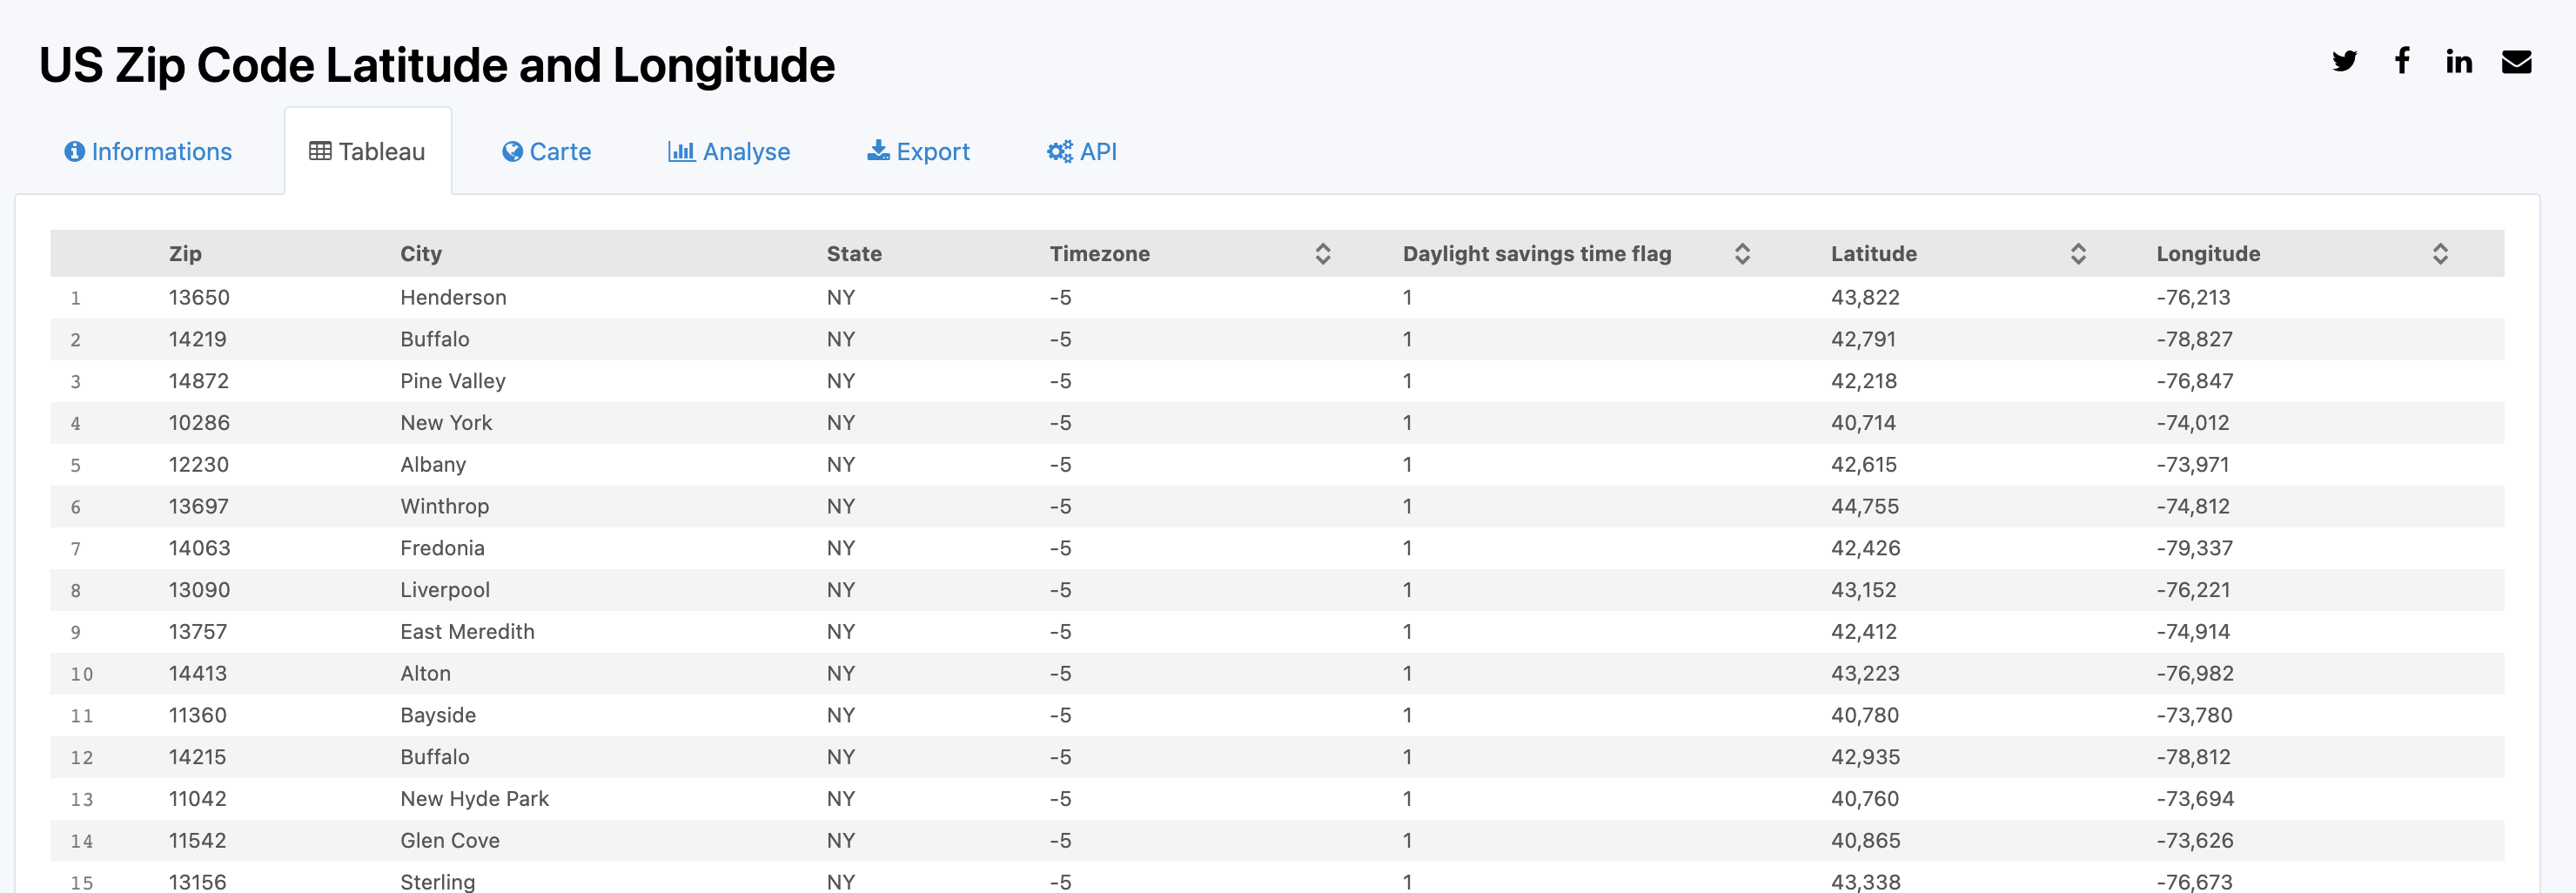 US Zip Code Latitude and Longitude
Informations Tableau Carte Analyse Export API
Zip City State Timezone Daylight savings time flag Latitude Longitude
1 13650 Henderson NY -5 1 43,822 -76,213
2 14219 Buffalo NY -5 1 42,791 -78,827
3 14872 Pine Valley NY -5 1 42,218 -76,847
4 10286 New York NY -5 1 40,714 -74,012
5 12230 Albany NY -5 1 42,615 -73,971
6 13697 Winthrop NY -5 1 44,755 -74,812
7 14063 Fredonia NY -5 1 42,426 -79,337
8 13090 Liverpool NY -5 1 43,152 -76,221
9 13757 East Meredith NY -5 1 42,412 -74,914
10 14413 Alton NY -5 1 43,223 -76,982
11 11360 Bayside NY -5 1 40,780 -73,780
12 14215 Buffalo NY -5 1 42,935 -78,812
13 11042 New Hyde Park NY -5 1 40,760 -73,694
14 11542 Glen Cove NY -5 1 40,865 -73,626
15 13156 Sterling NY -5 1 43,338 -76,673